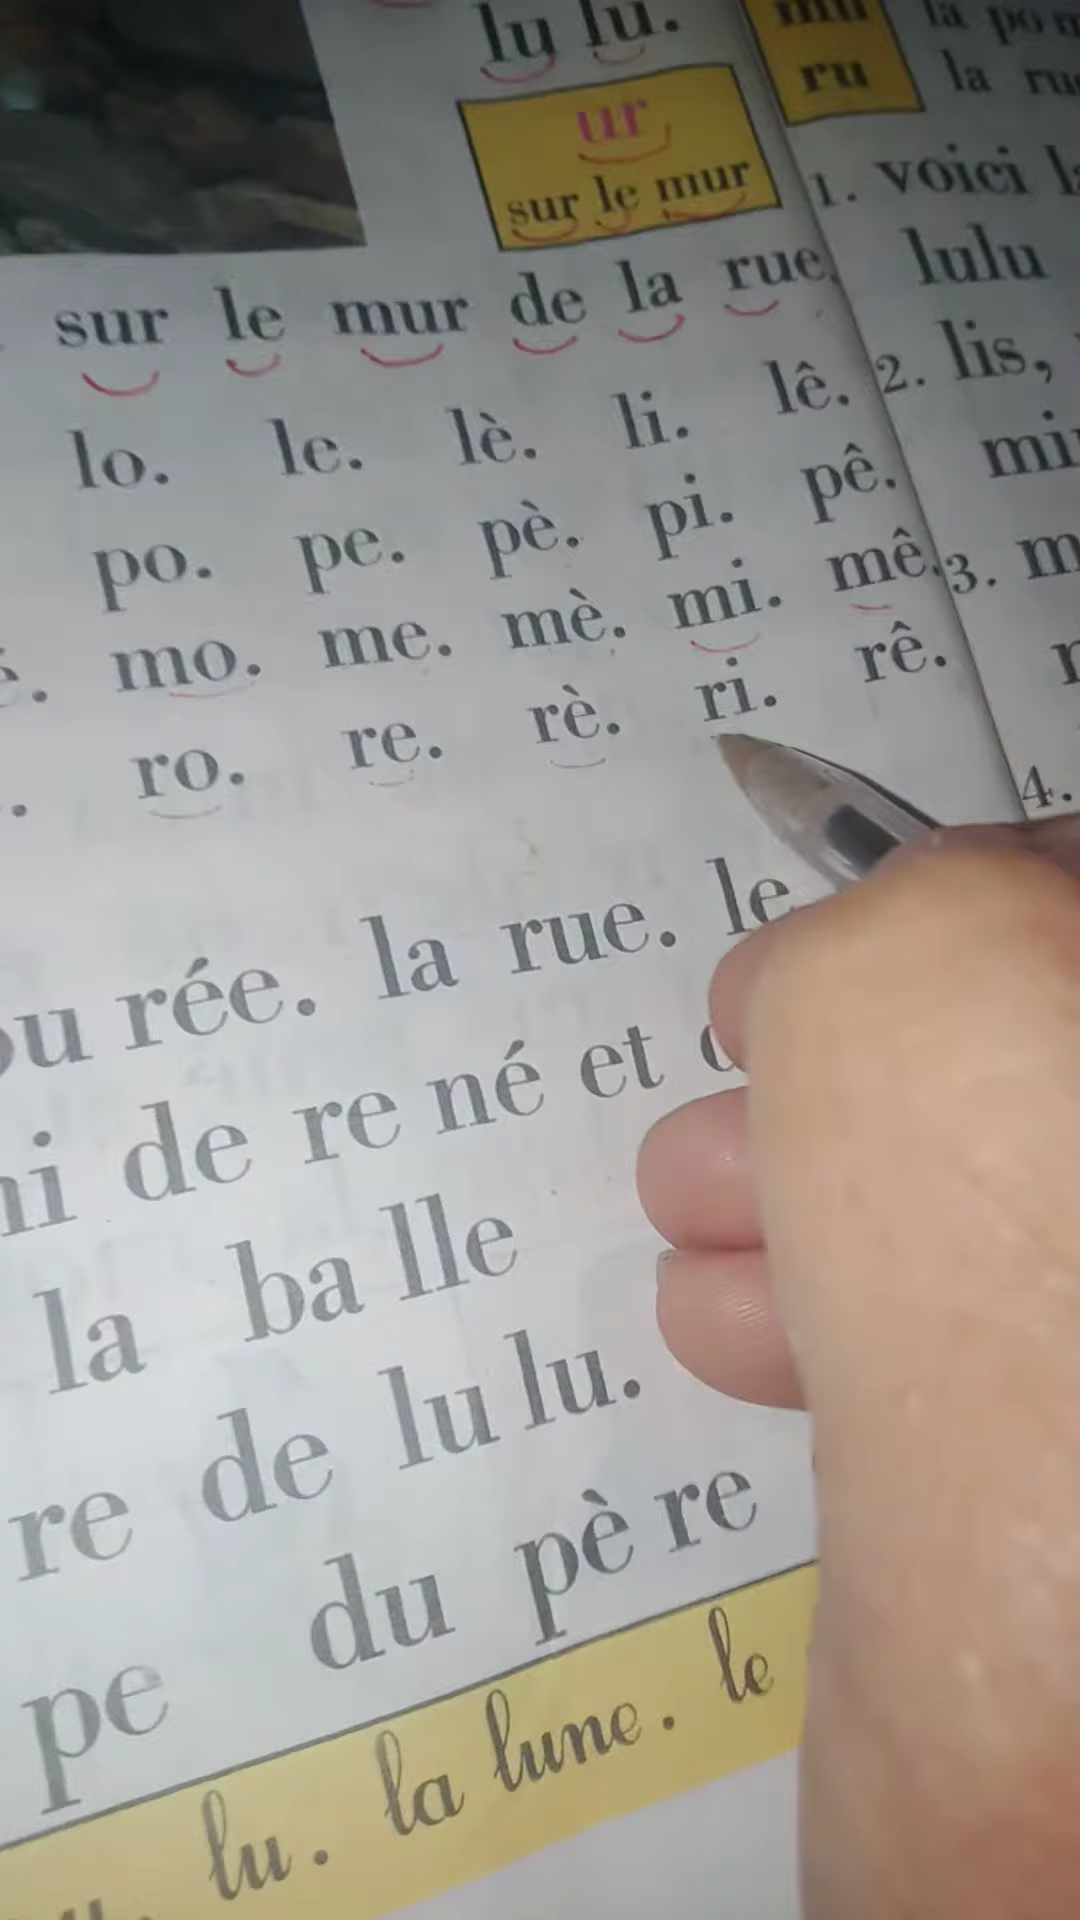 lu lu.
ur
sur le mur
sur le mur de la rue.
lo. le. lè. li. lê.
po. pe. pè. pi. pê.
mo. me. mè. mi. mê.
ro. re. rè. ri. rê.
rée. la rue. le
de re né et
la ba lle
re de lu lu.
pe du pè re
lu. la lune. le
ru
la
la
1. voici
lulu
2. lis,
3.
4.